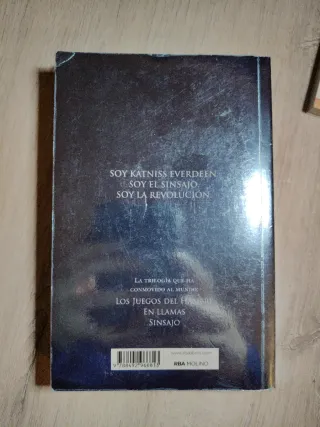 SOY KATNISS EVERDEEN
SOY EL SINSAJO
SOY LA REVOLUCIÓN
LA TRILOGÍA QUE HA
CONMOVIDO AL MUNDO
LOS JUEGOS DEL HAMBRE
EN LLAMAS
SINSAJO
RBA MOLINO